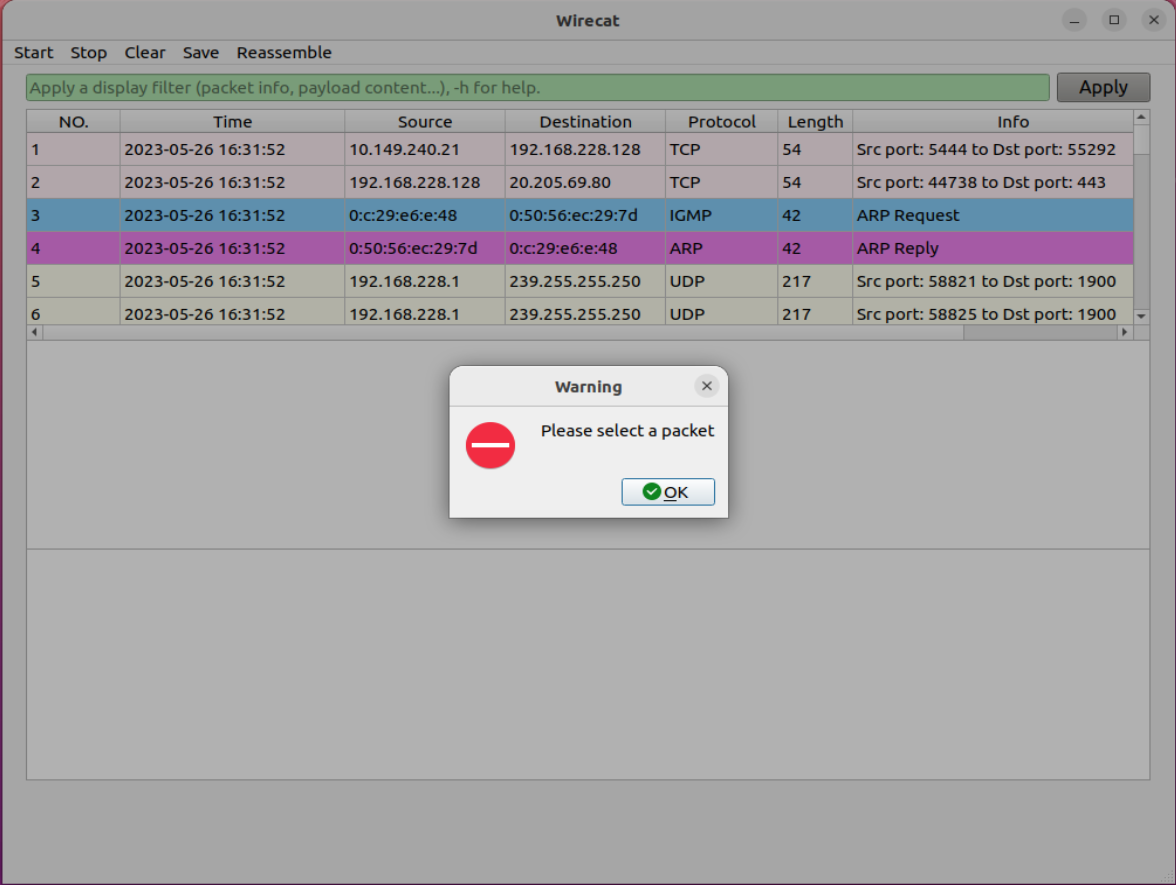 Wirecat
Start Stop Clear Save Reassemble
Apply a display filter (packet info, payload content...), -h for help. Apply
NO. Time Source Destination Protocol Length Info
1 2023-05-26 16:31:52 10.149.240.21 192.168.228.128 TCP 54 Src port: 5444 to Dst port: 55292
2 2023-05-26 16:31:52 192.168.228.128 20.205.69.80 TCP 54 Src port: 44738 to Dst port: 443
3 2023-05-26 16:31:52 0:c:29:e6:e:48 0:50:56:ec:29:7d IGMP 42 ARP Request
4 2023-05-26 16:31:52 0:50:56:ec:29:7d 0:c:29:e6:e:48 ARP 42 ARP Reply
5 2023-05-26 16:31:52 192.168.228.1 239.255.255.250 UDP 217 Src port: 58821 to Dst port: 1900
6 2023-05-26 16:31:52 192.168.228.1 239.255.255.250 UDP 217 Src port: 58825 to Dst port: 1900
Warning
Please select a packet
OK